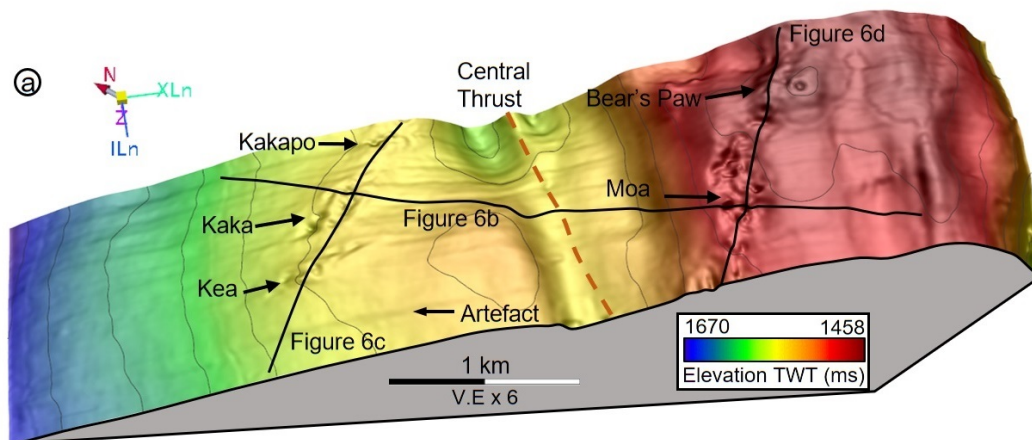 a
N
XLn
Z
ILn
Central
Thrust
Figure 6d
Bear's Paw
Kakapo
Moa
Kaka
Figure 6b
Kea
Artefact
Figure 6c
1 km
V.E x 6
1670 1458
Elevation TWT (ms)